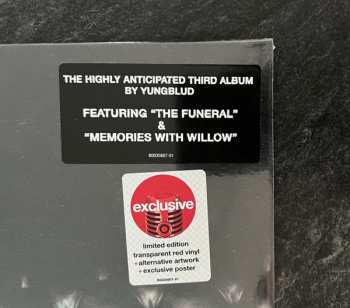 THE HIGHLY ANTICIPATED THIRD ALBUM
BY YUNGBLUD
FEATURING "THE FUNERAL"
&
"MEMORIES WITH WILLOW"
exclusive
limited edition
transparent red vinyl
+ alternative artwork
+ exclusive poster